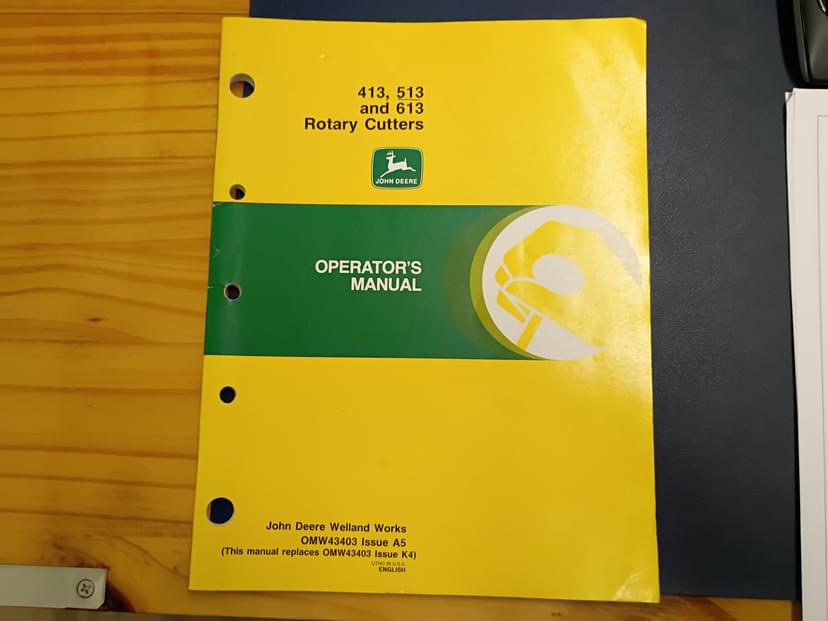 413, 513
and 613
Rotary Cutters
JOHN DEERE
OPERATOR'S
MANUAL
John Deere Welland Works
OMW43403 Issue A5
(This manual replaces OMW43403 Issue K4)
LITHO IN U.S.A.
ENGLISH